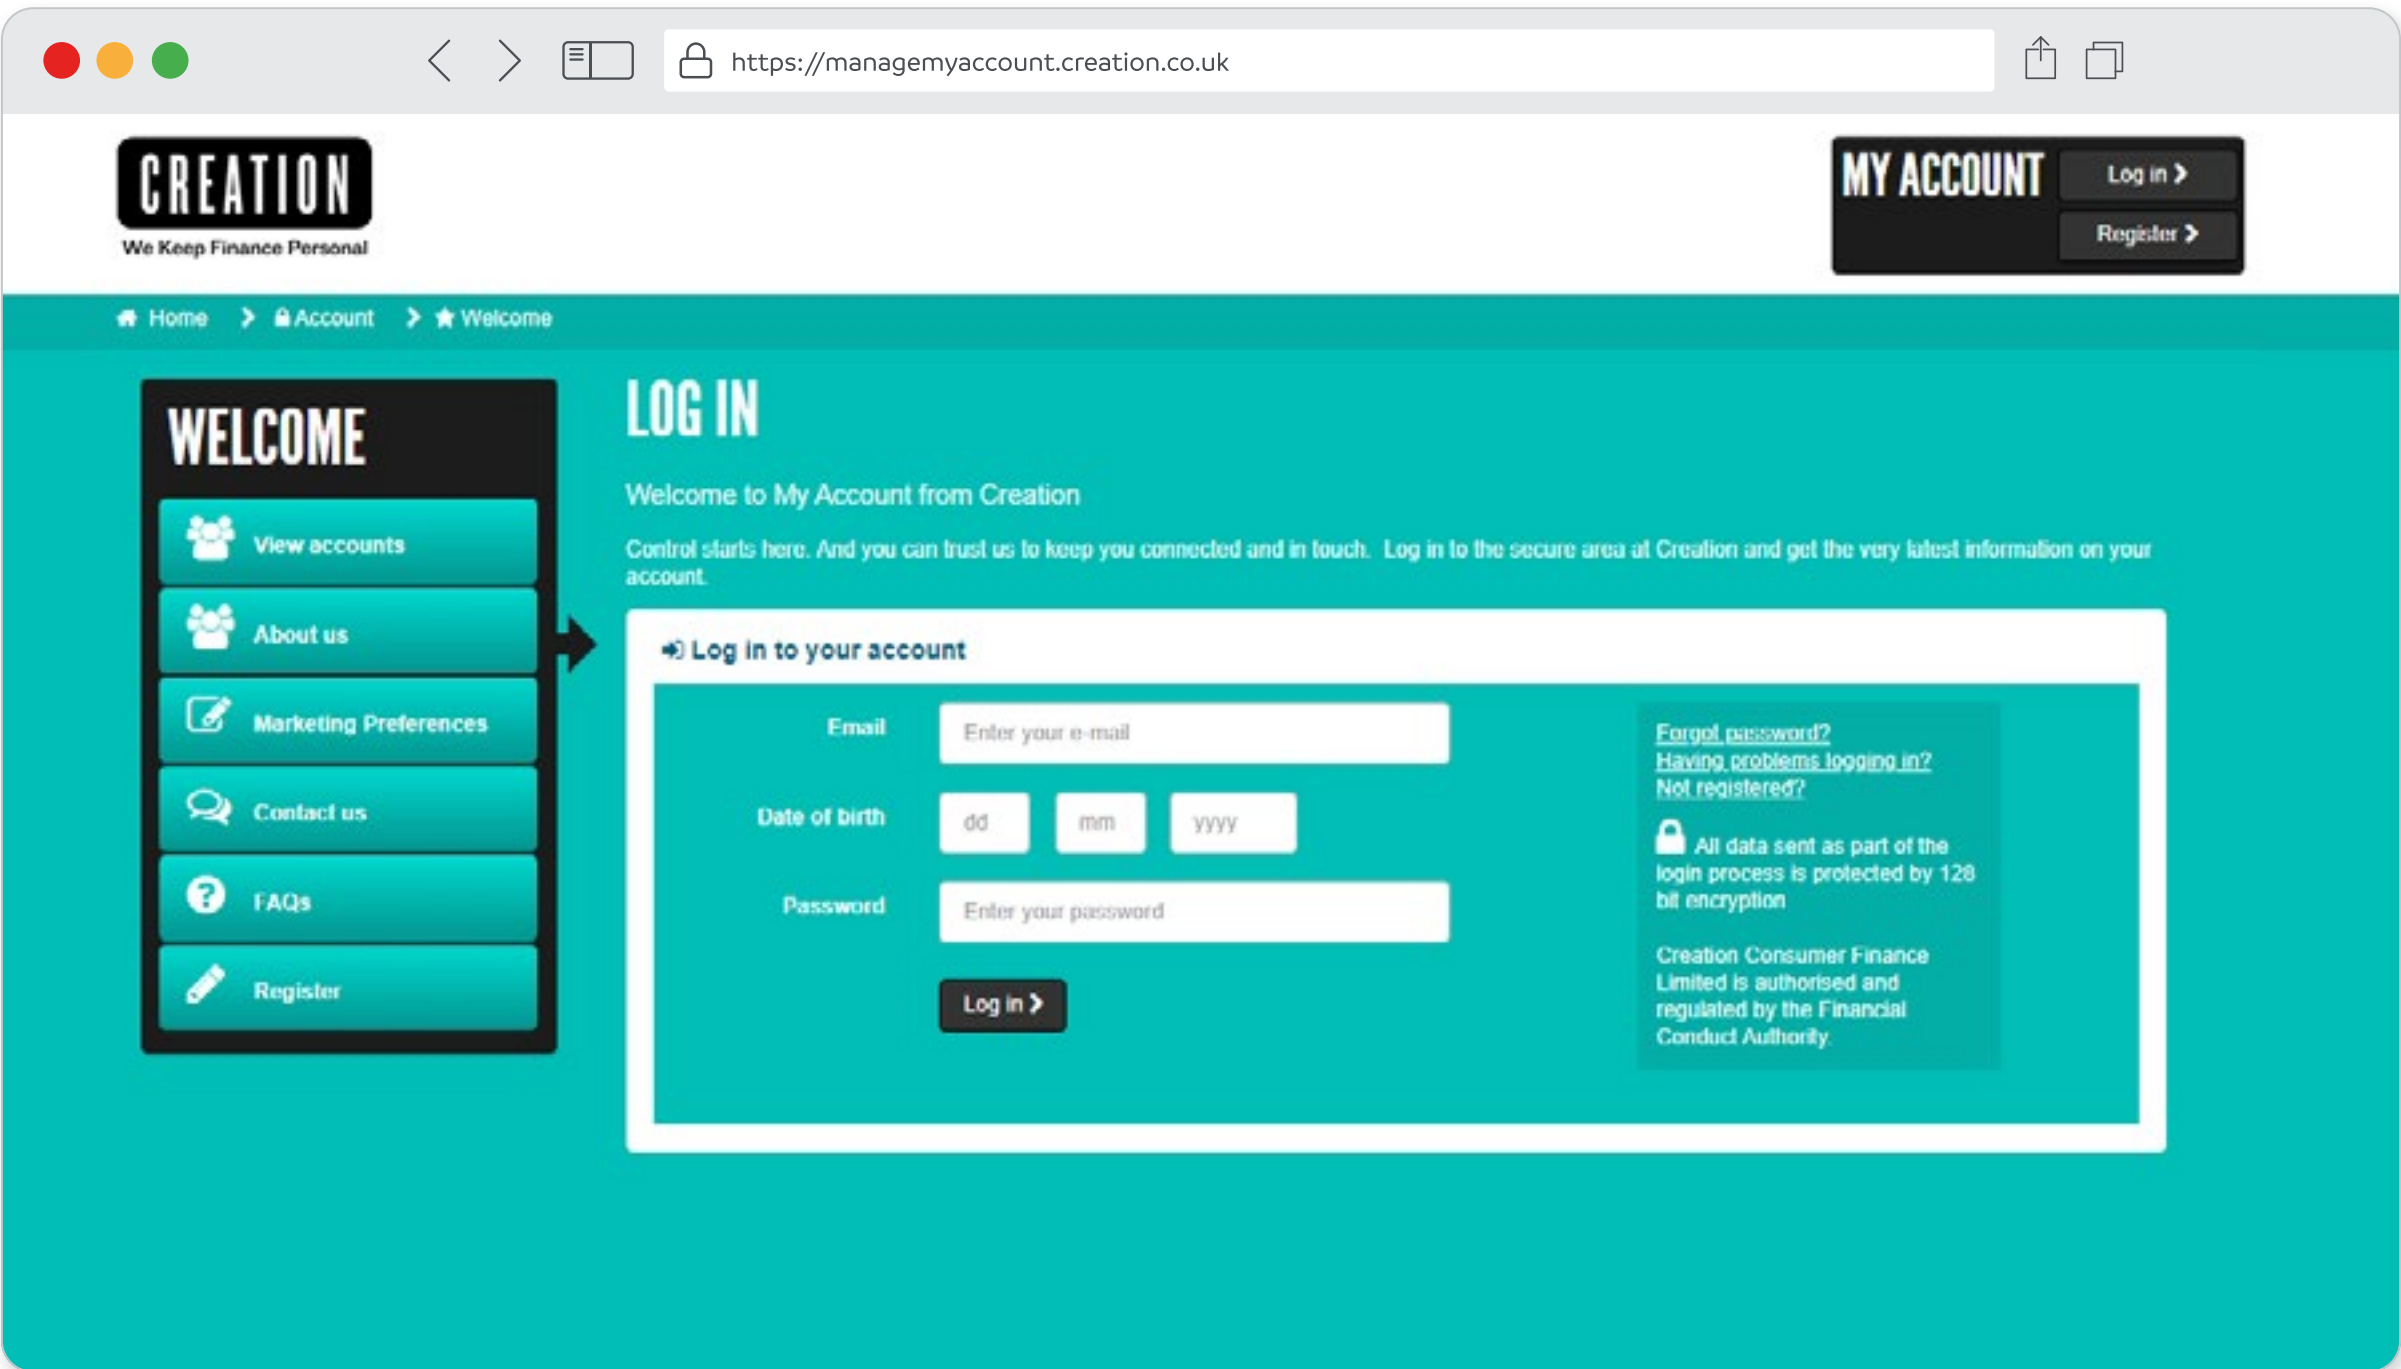 https://managemyaccount.creation.co.uk
CREATION
We Keep Finance Personal
MY ACCOUNT
Log in
Register
Home
Account
Welcome
WELCOME
View accounts
About us
Marketing Preferences
Contact us
FAQs
Register
LOG IN
Welcome to My Account from Creation
Control starts here. And you can trust us to keep you connected and in touch. Log in to the secure area at Creation and get the very latest information on your
account.
Log in to your account
Email
Enter your e-mail
Date of birth
dd
mm
yyyy
Password
Enter your password
Log in
Forgot password?
Having problems logging in?
Not registered?
All data sent as part of the
login process is protected by 128
bit encryption
Creation Consumer Finance
Limited is authorised and
regulated by the Financial
Conduct Authority.